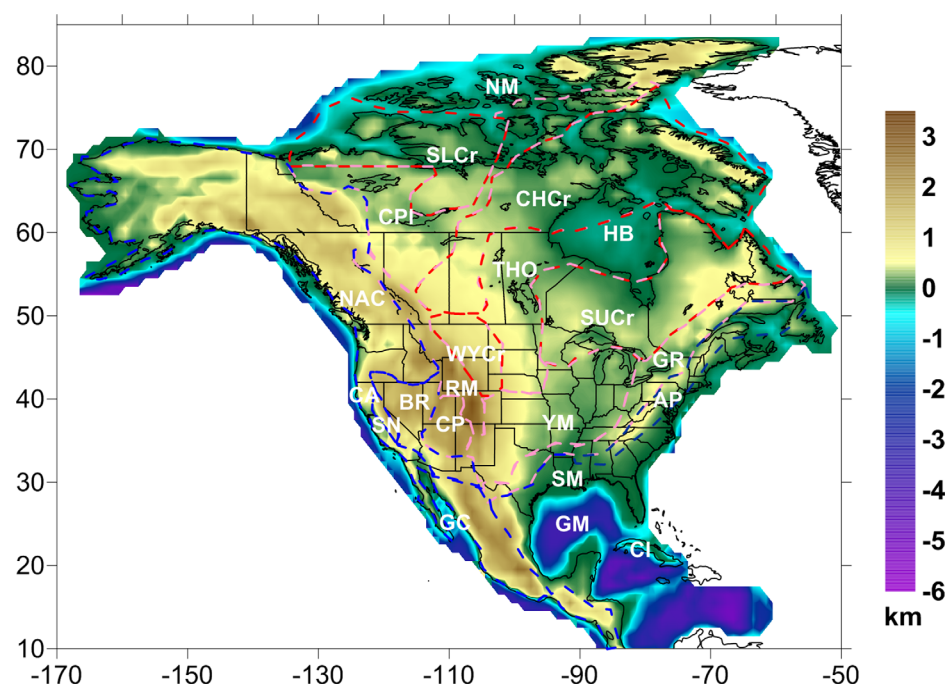 80
NM
70
SLCr
CHCr
CPl
60
HB
THO
NAC
50
SUCr
WYCr
GR
40
RM
CA
BR
AP
CP
YM
SN
30
SM
GC
GM
CI
20
10
-170
-150
-130
-110
-90
-70
-50
3
2
1
0
-1
-2
-3
-4
-5
-6
km